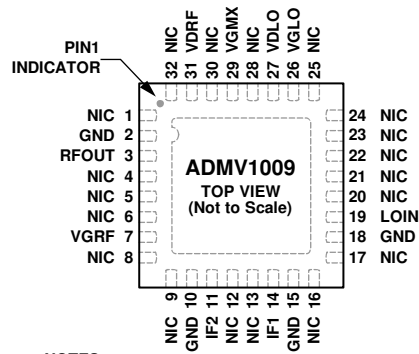 PIN1
INDICATOR
32 NIC
31 VDRF
30 NIC
29 VGMX
28 NIC
27 VDLO
26 VGLO
25 NIC
NIC 1
GND 2
RFOUT 3
NIC 4
NIC 5
NIC 6
VGRF 7
NIC 8
ADMV1009
TOP VIEW
(Not to Scale)
24 NIC
23 NIC
22 NIC
21 NIC
20 NIC
19 LOIN
18 GND
17 NIC
NIC 9
GND 10
IF2 11
NIC 12
NIC 13
IF1 14
GND 15
NIC 16